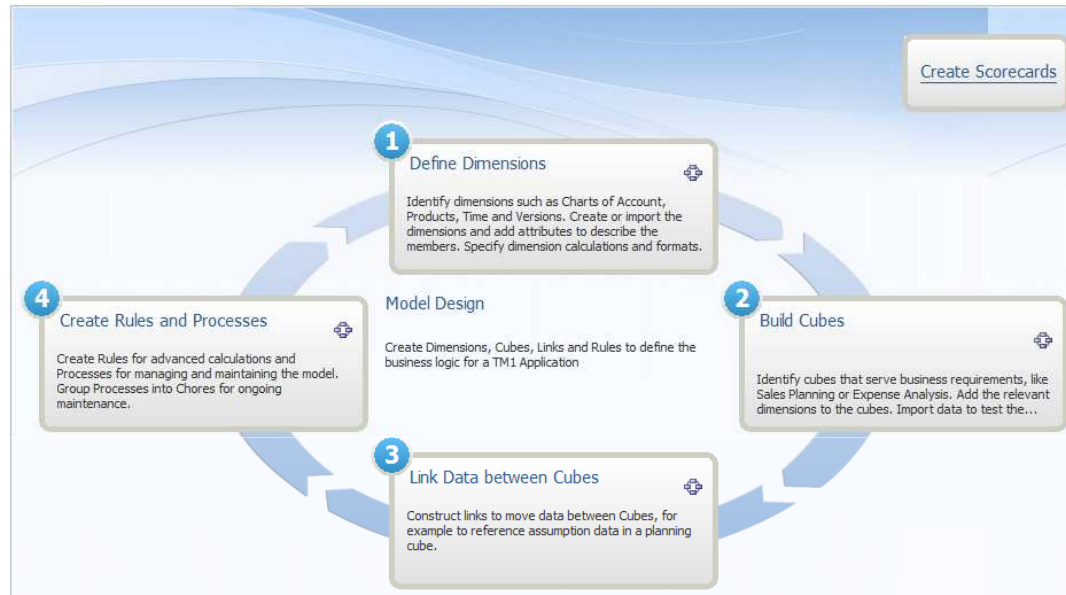 Create Scorecards
1
Define Dimensions
Identify dimensions such as Charts of Account,
Products, Time and Versions. Create or import the
dimensions and add attributes to describe the
members. Specify dimension calculations and formats.
4
Create Rules and Processes
Create Rules for advanced calculations and
Processes for managing and maintaining the model.
Group Processes into Chores for ongoing
maintenance.
Model Design
Create Dimensions, Cubes, Links and Rules to define the
business logic for a TM1 Application
2
Build Cubes
Identify cubes that serve business requirements, like
Sales Planning or Expense Analysis. Add the relevant
dimensions to the cubes. Import data to test the...
3
Link Data between Cubes
Construct links to move data between Cubes, for
example to reference assumption data in a planning
cube.